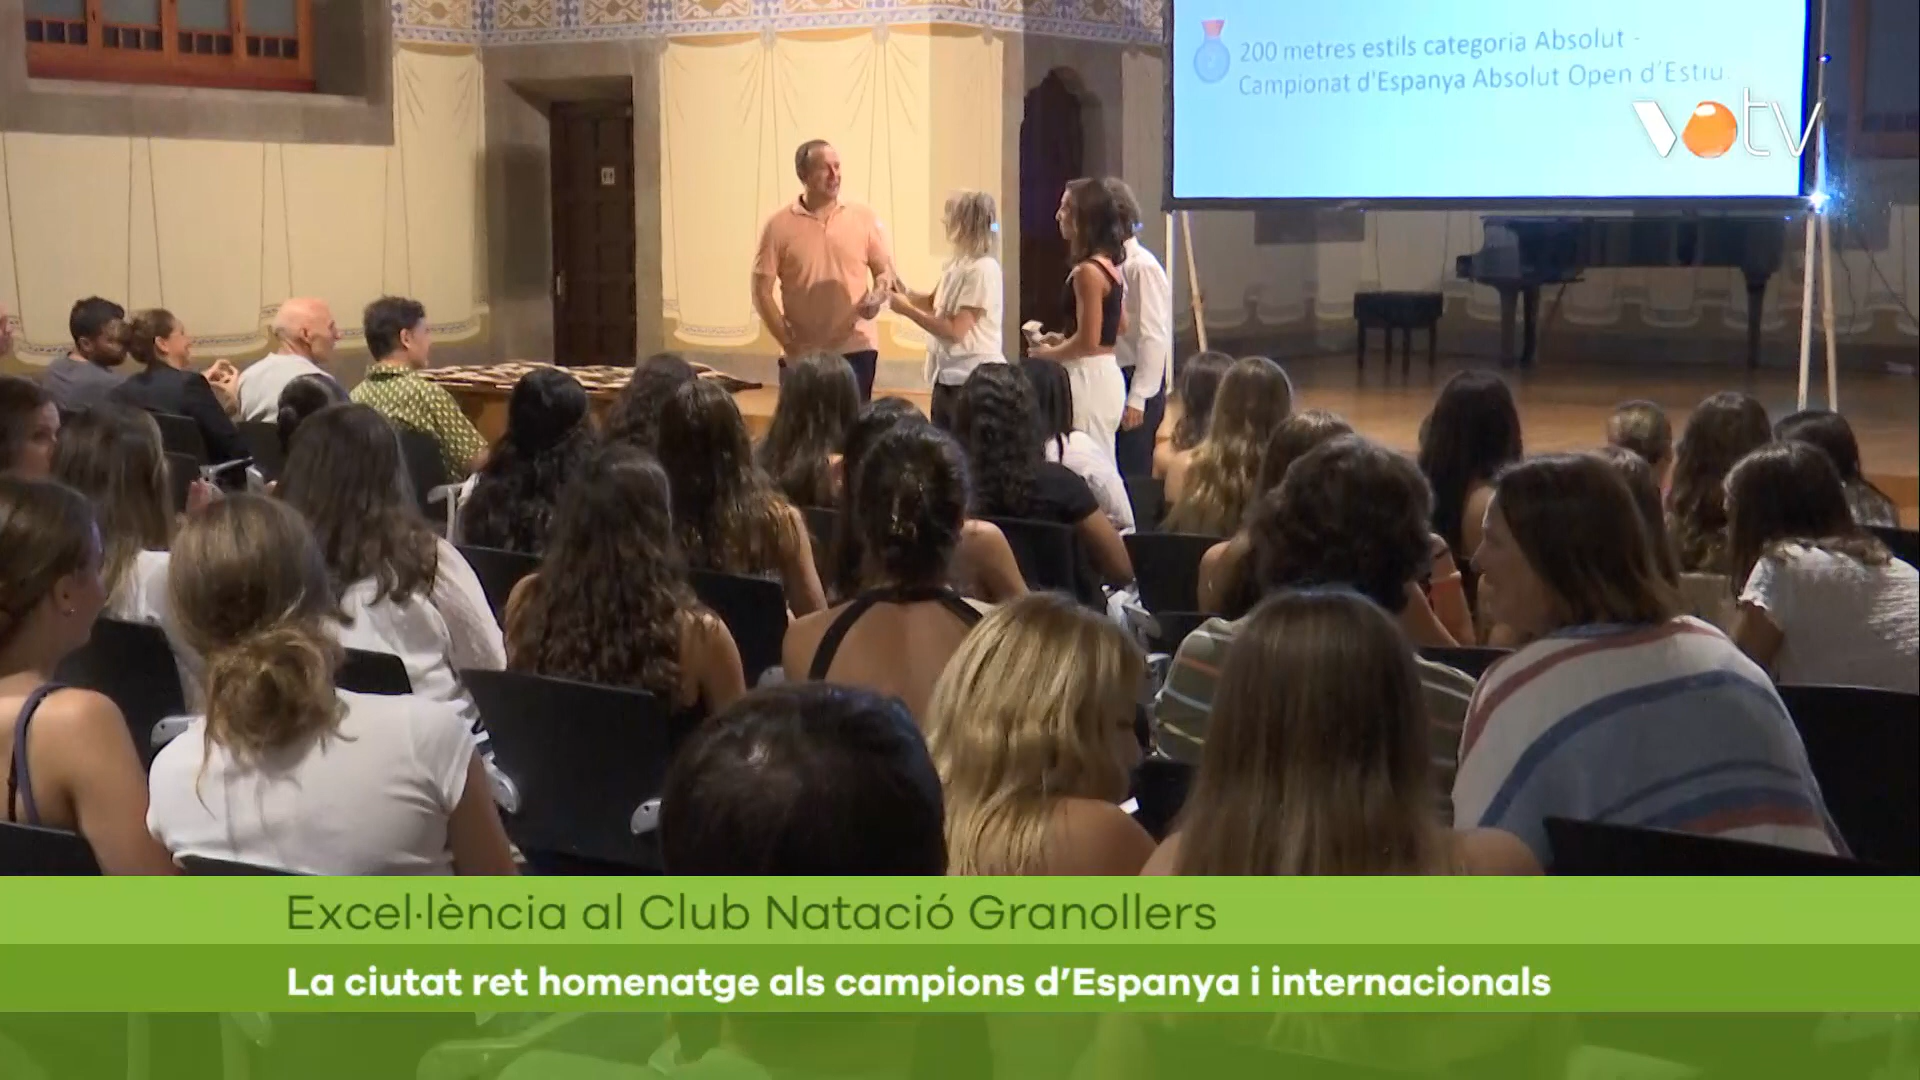 200 metres estils categoria Absolut -
Campionat d'Espanya Absolut Open d'Estiu.
votv
Excel·lència al Club Natació Granollers
La ciutat ret homenatge als campions d'Espanya i internacionals